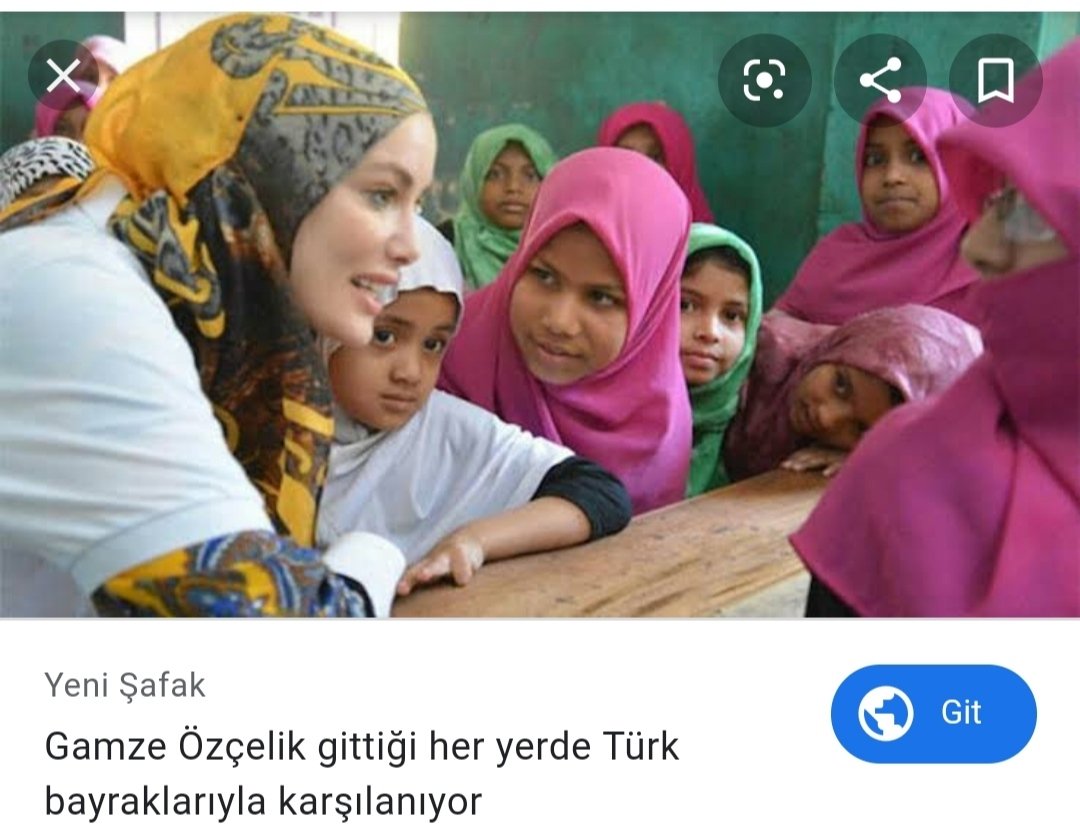 Yeni Şafak
Git
Gamze Özçelik gittiği her yerde Türk
bayraklarıyla karşılanıyor